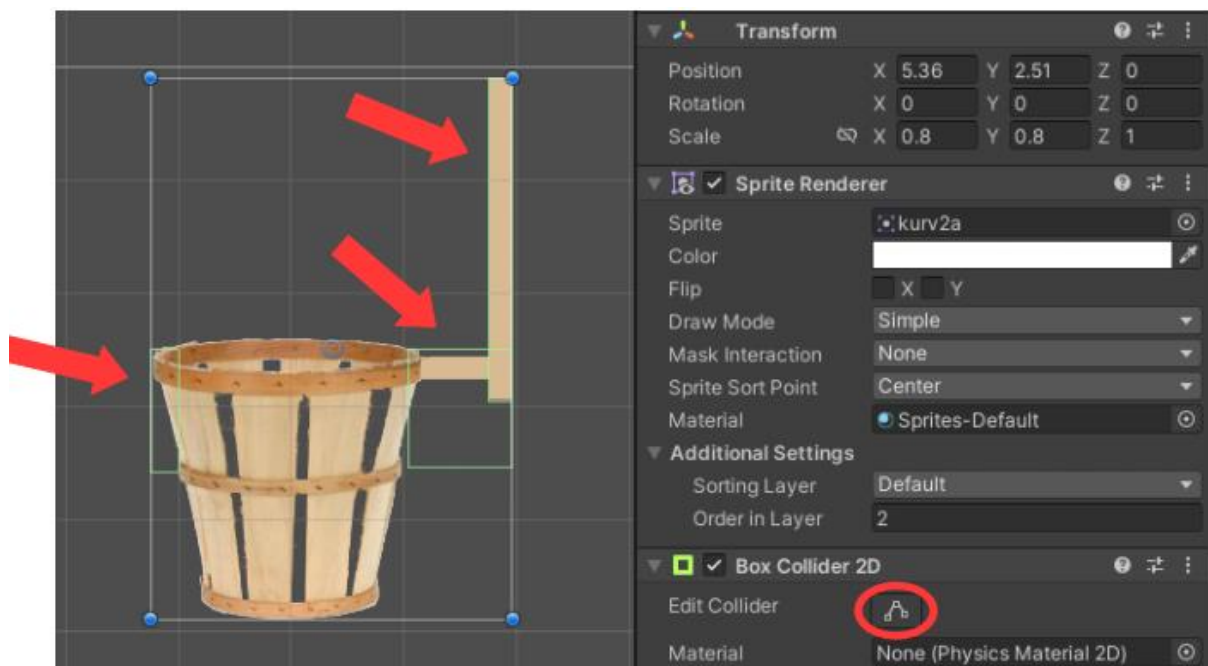 Transform
Position X 5.36 Y 2.51 Z 0
Rotation X 0 Y 0 Z 0
Scale X 0.8 Y 0.8 Z 1
Sprite Renderer
Sprite kurv2a
Color
Flip X Y
Draw Mode Simple
Mask Interaction None
Sprite Sort Point Center
Material Sprites-Default
Additional Settings
Sorting Layer Default
Order in Layer 2
Box Collider 2D
Edit Collider
Material None (Physics Material 2D)